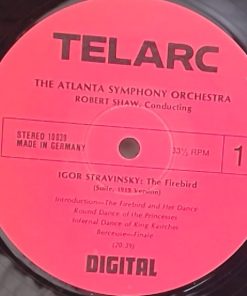 TELARC
THE ATLANTA SYMPHONY ORCHESTRA
ROBERT SHAW, Conducting
STEREO 10039
MADE IN GERMANY
33⅓ RPM
1
IGOR STRAVINSKY: The Firebird
(Suite, 1919 Version)
Introduction—The Firebird and Her Dance
Round Dance of the Princesses
Infernal Dance of King Kastchei
Berceuse—Finale
(20:39)
DIGITAL